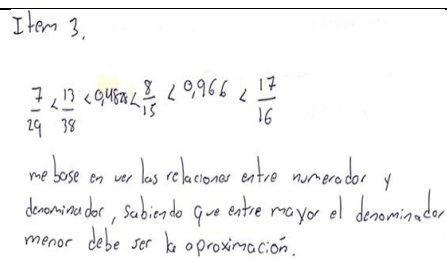 Item 3.
7/29 < 13/38 < 0,4828 < 8/15 < 0,966 < 17/16
me base en ver las relaciones entre numerador y
denominador, sabiendo que entre mayor el denominador
menor debe ser la aproximación.